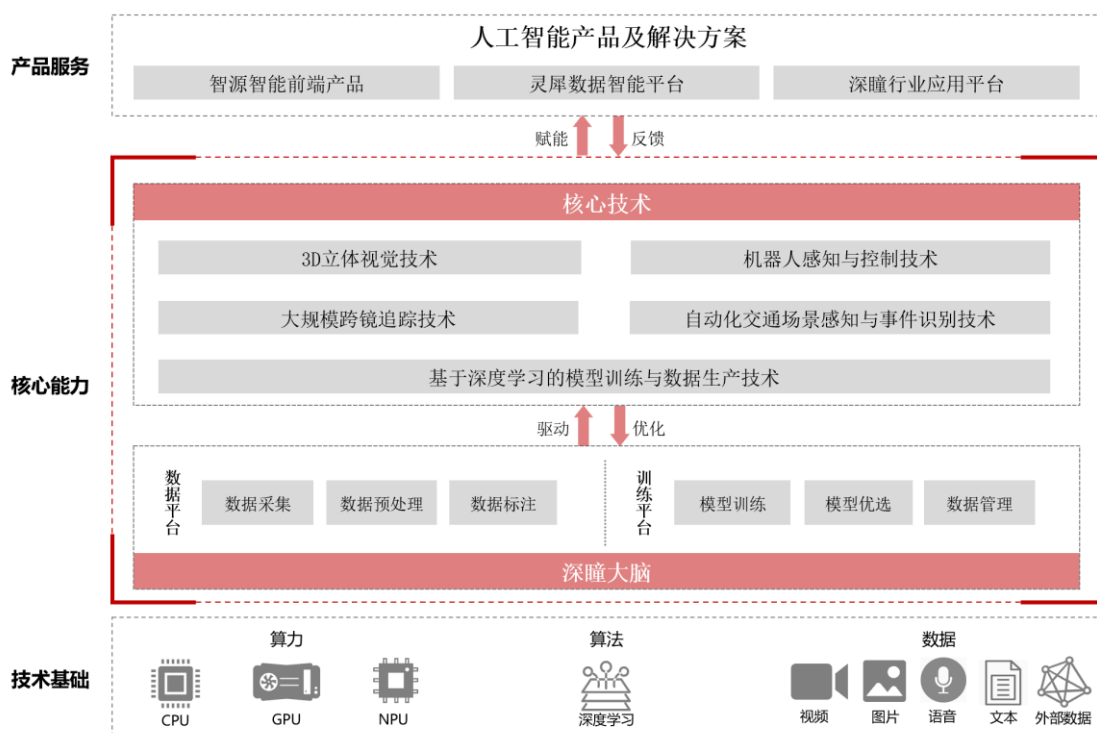 人工智能产品及解决方案
产品服务
智源智能前端产品
灵犀数据智能平台
深瞳行业应用平台
赋能
反馈
核心技术
3D立体视觉技术
机器人感知与控制技术
大规模跨镜追踪技术
自动化交通场景感知与事件识别技术
核心能力
基于深度学习的模型训练与数据生产技术
驱动
优化
数据平台
数据采集
数据预处理
数据标注
训练平台
模型训练
模型优选
数据管理
深瞳大脑
技术基础
算力
算法
数据
CPU
GPU
NPU
深度学习
视频
图片
语音
文本
外部数据